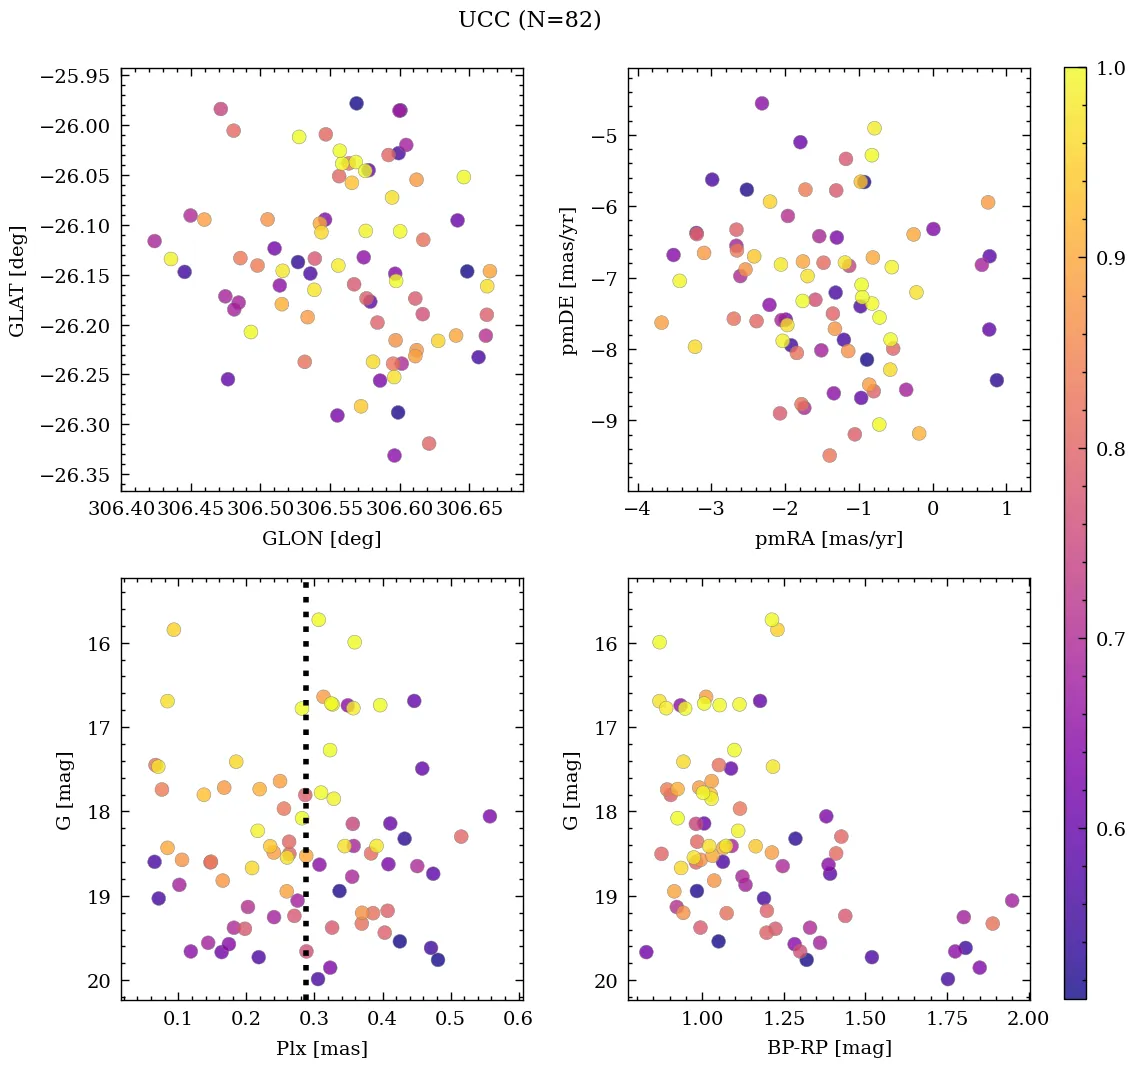 UCC (N=82)
−25.95
−26.00
−26.05
−26.10
−26.15
−26.20
−26.25
−26.30
−26.35
GLAT [deg]
306.40 306.45 306.50 306.55 306.60 306.65
GLON [deg]
−5
−6
−7
−8
−9
pmDE [mas/yr]
−4 −3 −2 −1 0 1
pmRA [mas/yr]
1.0
0.9
0.8
0.7
0.6
16
17
18
19
20
G [mag]
0.1 0.2 0.3 0.4 0.5 0.6
Plx [mas]
16
17
18
19
20
G [mag]
1.00 1.25 1.50 1.75 2.00
BP-RP [mag]